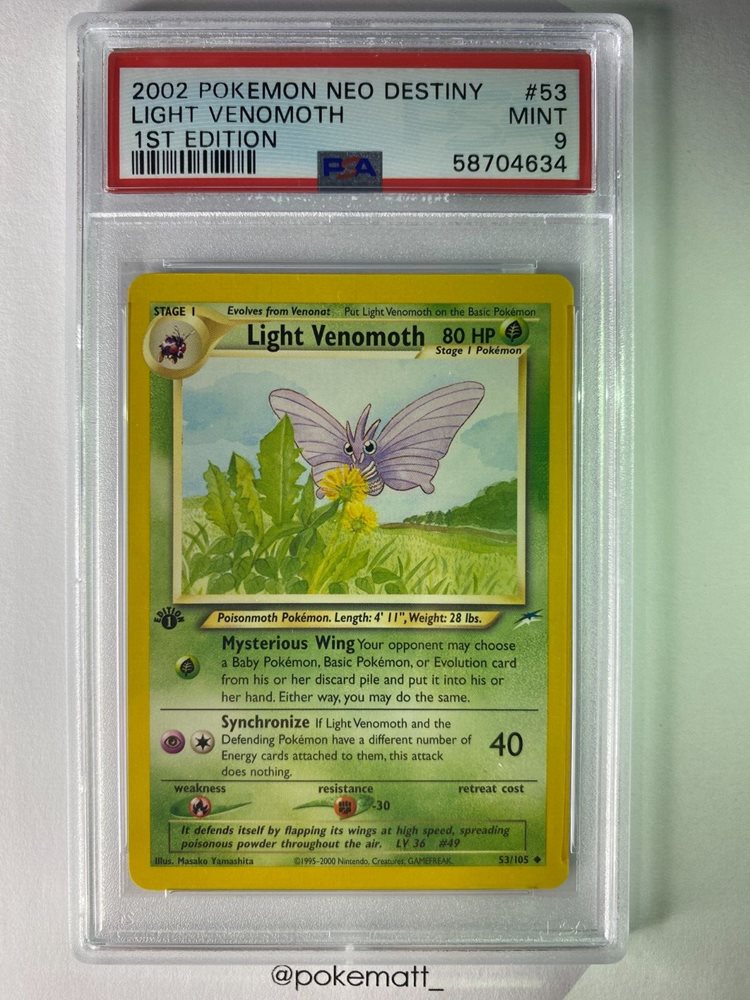 2002 POKEMON NEO DESTINY #53
LIGHT VENOMOTH MINT
1ST EDITION 9
PSA 58704634
STAGE 1 Evolves from Venonat Put Light Venomoth on the Basic Pokémon
Light Venomoth 80 HP
Stage 1 Pokémon
EDITION 1
Poisonmoth Pokémon. Length: 4' 11", Weight: 28 lbs.
Mysterious Wing Your opponent may choose
a Baby Pokémon, Basic Pokémon, or Evolution card
from his or her discard pile and put it into his or
her hand. Either way, you may do the same.
Synchronize If Light Venomoth and the
Defending Pokémon have a different number of
Energy cards attached to them, this attack
does nothing.
40
weakness resistance retreat cost
-30
It defends itself by flapping its wings at high speed, spreading
poisonous powder throughout the air. LV 36 #49
Illus. Masako Yamashita ©1995-2000 Nintendo, Creatures, GAMEFREAK. 53/105
@pokematt_